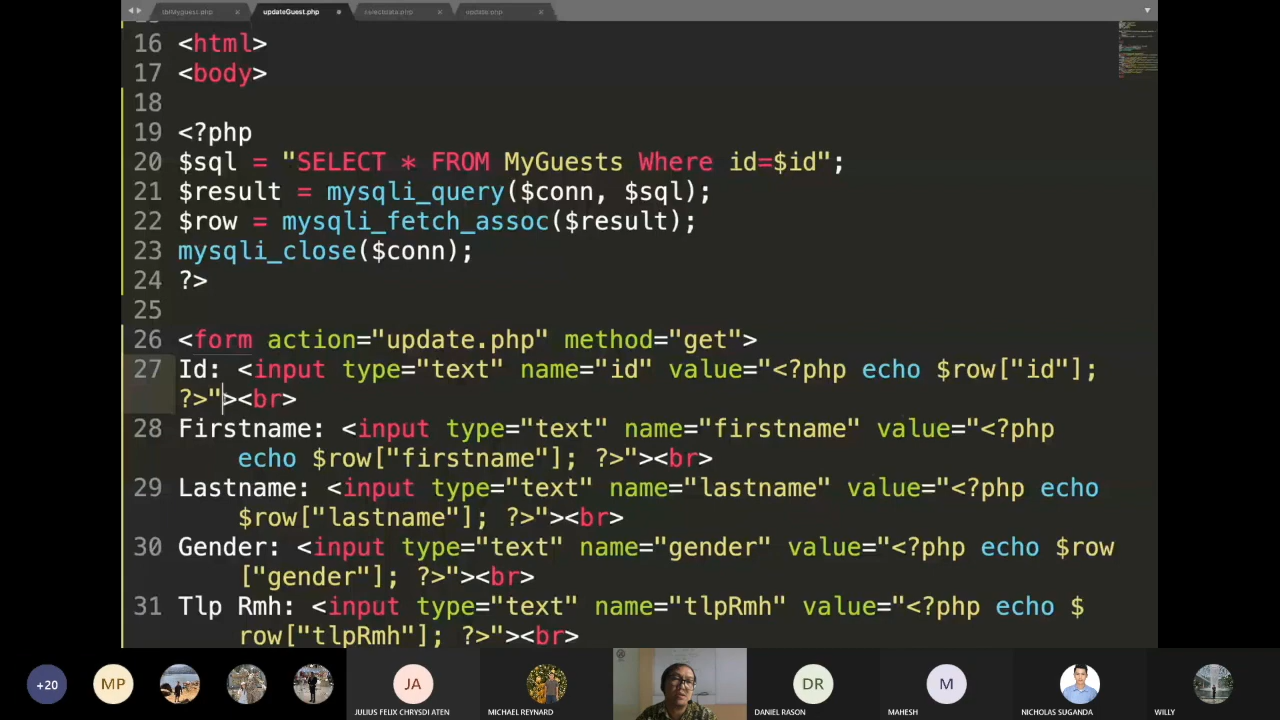 tblMyguest.php
updateGuest.php
selectdata.php
update.php
16 <html>
17 <body>
18
19 <?php
20 $sql = "SELECT * FROM MyGuests Where id=$id";
21 $result = mysqli_query($conn, $sql);
22 $row = mysqli_fetch_assoc($result);
23 mysqli_close($conn);
24 ?>
25
26 <form action="update.php" method="get">
27 Id: <input type="text" name="id" value="<?php echo $row["id"];
?>"><br>
28 Firstname: <input type="text" name="firstname" value="<?php
echo $row["firstname"]; ?>"><br>
29 Lastname: <input type="text" name="lastname" value="<?php echo
$row["lastname"]; ?>"><br>
30 Gender: <input type="text" name="gender" value="<?php echo $row
["gender"]; ?>"><br>
31 Tlp Rmh: <input type="text" name="tlpRmh" value="<?php echo $
row["tlpRmh"]; ?>"><br>
+20
MP
JA
DR
M
JULIUS FELIX CHRYSDI ATEN
MICHAEL REYNARD
DANIEL RASON
MAHESH
NICHOLAS SUGANDA
WILLY